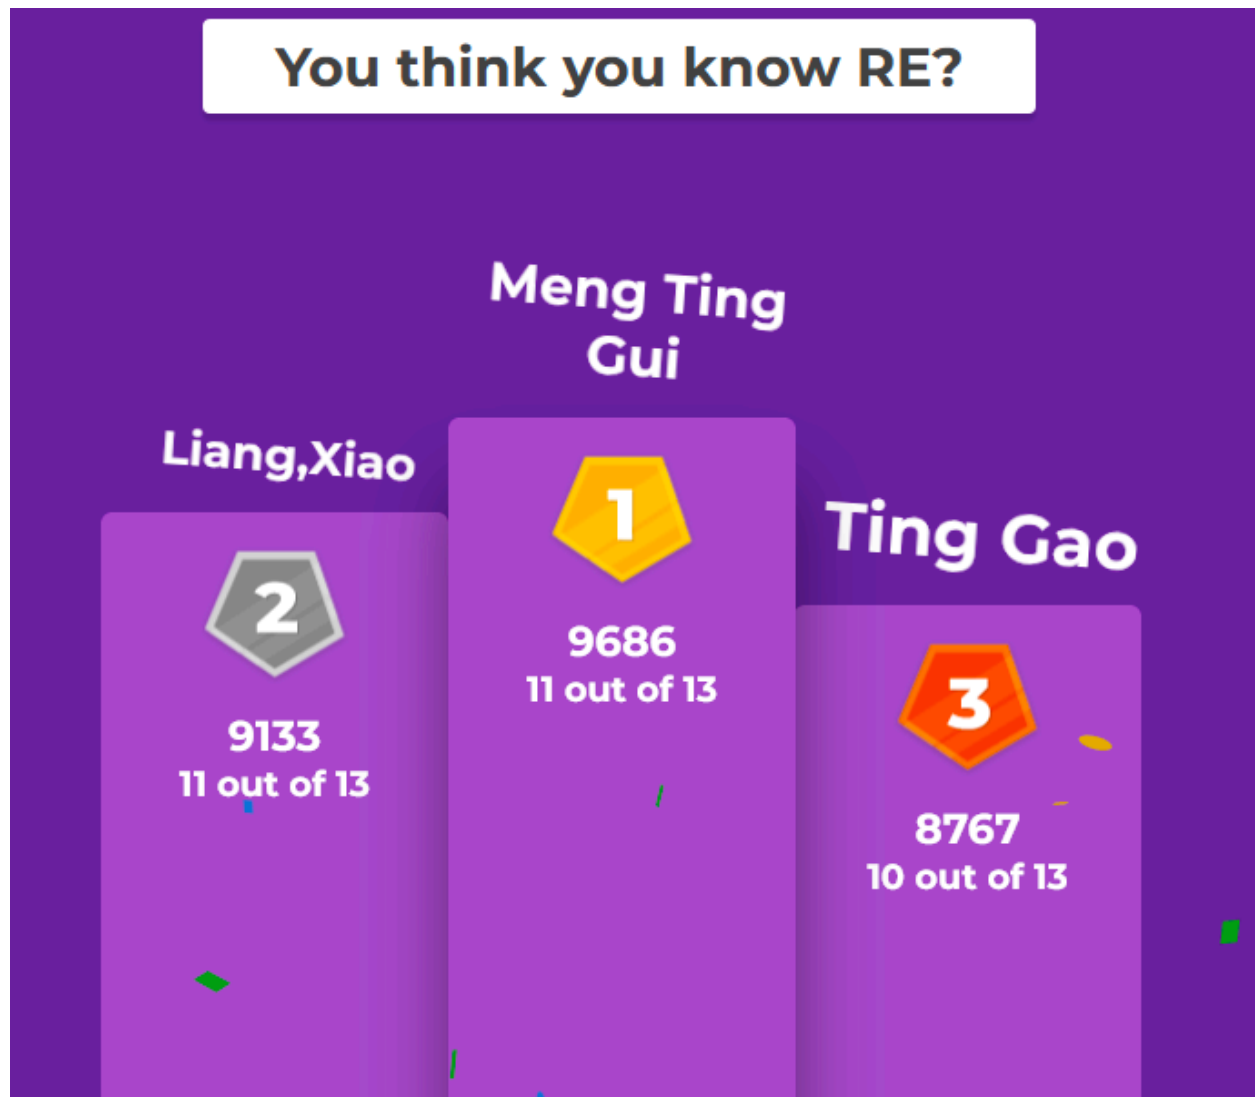 You think you know RE?
Meng Ting
Gui
Liang,Xiao
Ting Gao
1
9686
11 out of 13
2
9133
11 out of 13
3
8767
10 out of 13